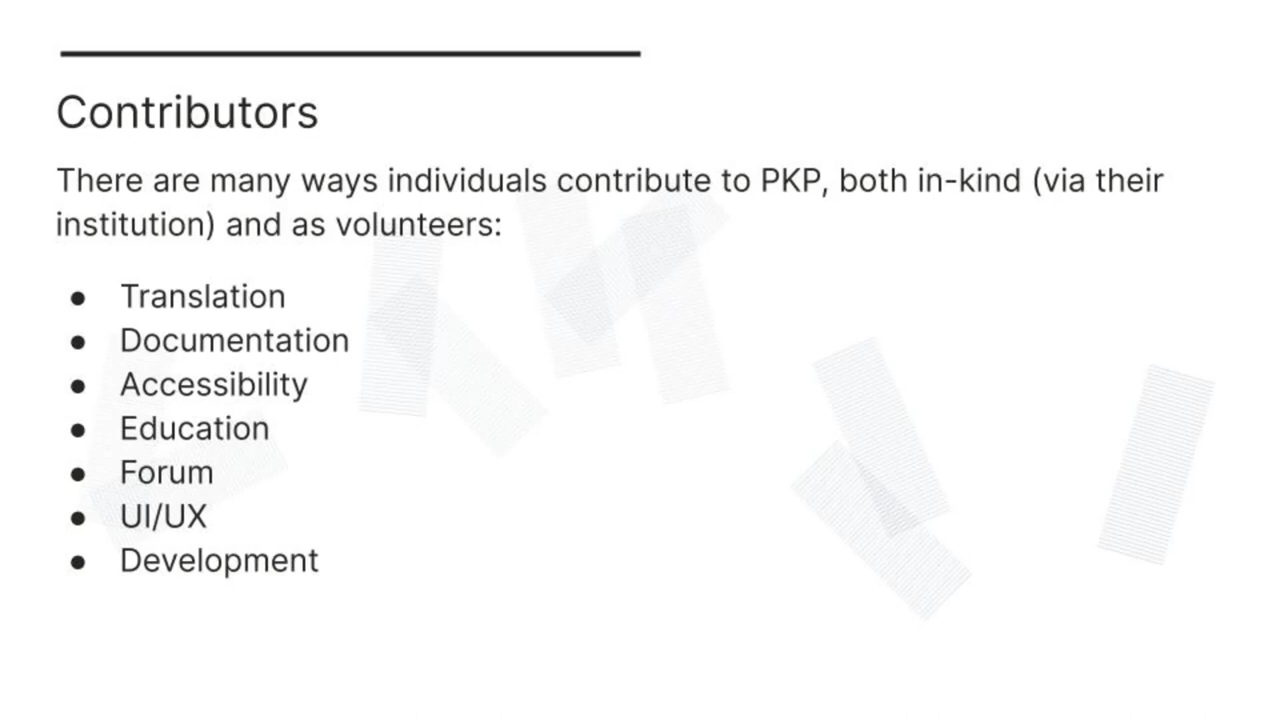 Contributors
There are many ways individuals contribute to PKP, both in-kind (via their
institution) and as volunteers:
● Translation
● Documentation
● Accessibility
● Education
● Forum
● UI/UX
● Development